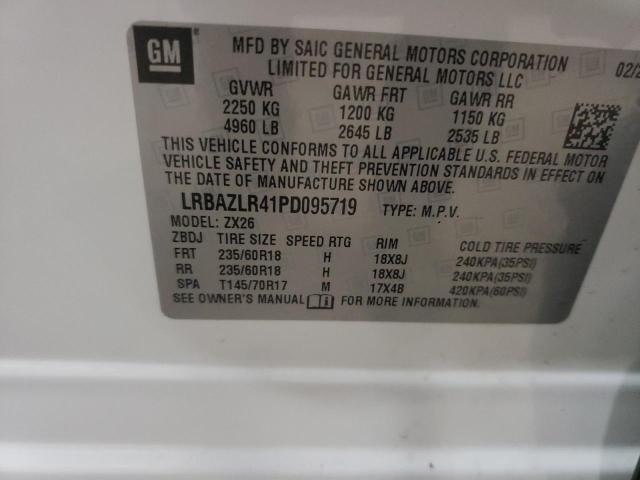 GM
MFD BY SAIC GENERAL MOTORS CORPORATION 02/
LIMITED FOR GENERAL MOTORS LLC
GVWR GAWR FRT GAWR RR
2250 KG 1200 KG 1150 KG
4960 LB 2645 LB 2535 LB
THIS VEHICLE CONFORMS TO ALL APPLICABLE U.S. FEDERAL MOTOR
VEHICLE SAFETY AND THEFT PREVENTION STANDARDS IN EFFECT ON
THE DATE OF MANUFACTURE SHOWN ABOVE.
LRBAZLR41PD095719 TYPE: M.P.V.
MODEL: ZX26
ZBDJ TIRE SIZE SPEED RTG RIM COLD TIRE PRESSURE
FRT 235/60R18 H 18X8J 240KPA(35PSI)
RR 235/60R18 H 18X8J 240KPA(35PSI)
SPA T145/70R17 M 17X4B 420KPA(60PSI)
SEE OWNER'S MANUAL FOR MORE INFORMATION.